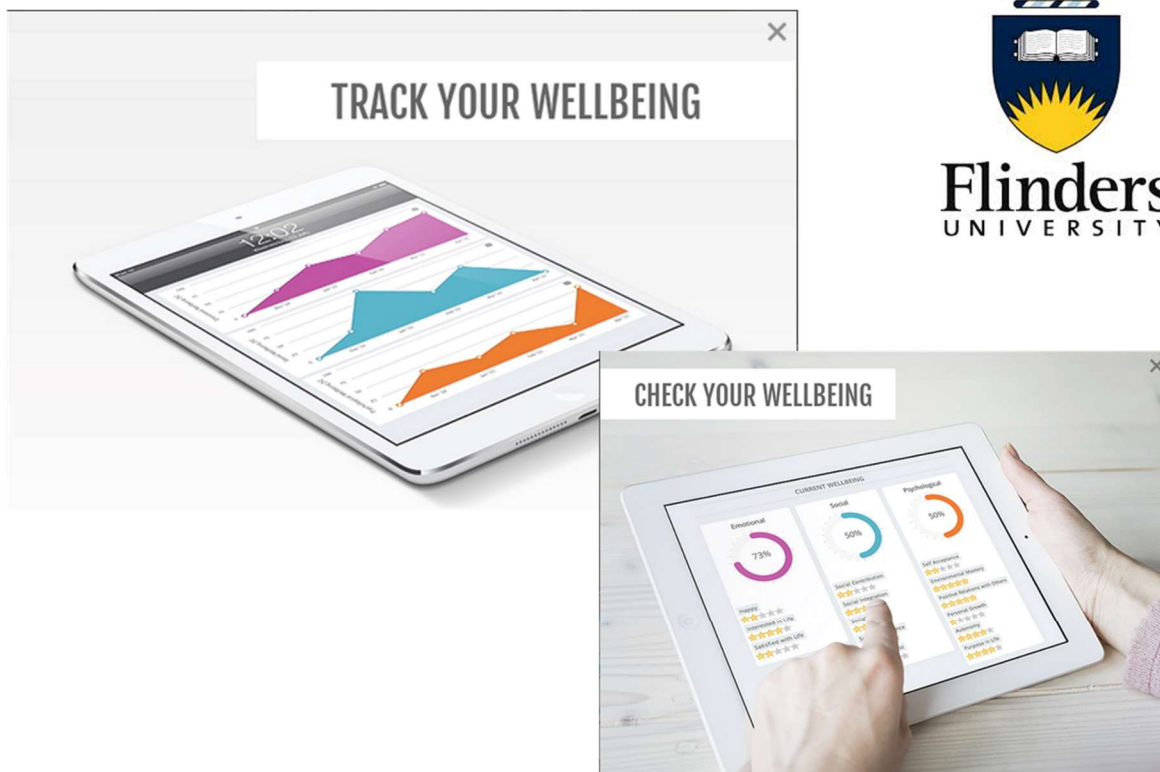 TRACK YOUR WELLBEING
Flinders
UNIVERSITY
12:02
CHECK YOUR WELLBEING
CURRENT WELLBEING
Emotional
73%
Happy
Interested in Life
Satisfied with Life
Social
50%
Social Contribution
Social Integration
Social
Psychological
50%
Self Acceptance
Environmental Mastery
Positive Relations with Others
Personal Growth
Autonomy
Purpose in Life